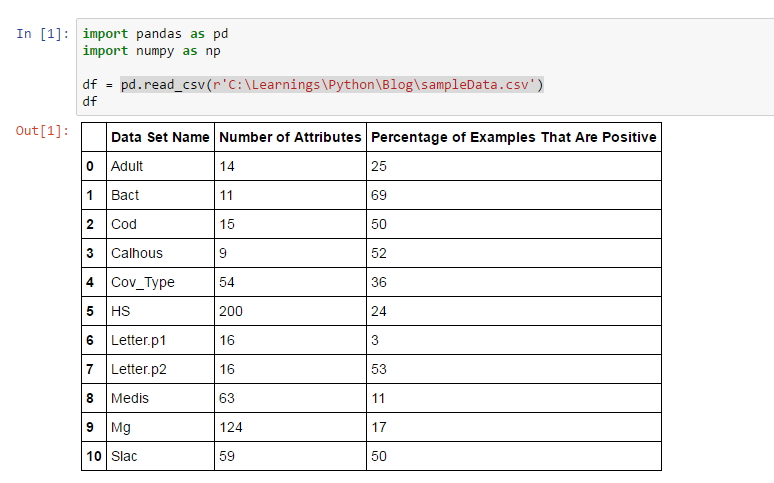 In [1]: import pandas as pd
import numpy as np
df = pd.read_csv(r'C:\Learnings\Python\Blog\sampleData.csv')
df
Out[1]:
Data Set Name Number of Attributes Percentage of Examples That Are Positive
0 Adult 14 25
1 Bact 11 69
2 Cod 15 50
3 Calhous 9 52
4 Cov_Type 54 36
5 HS 200 24
6 Letter.p1 16 3
7 Letter.p2 16 53
8 Medis 63 11
9 Mg 124 17
10 Slac 59 50